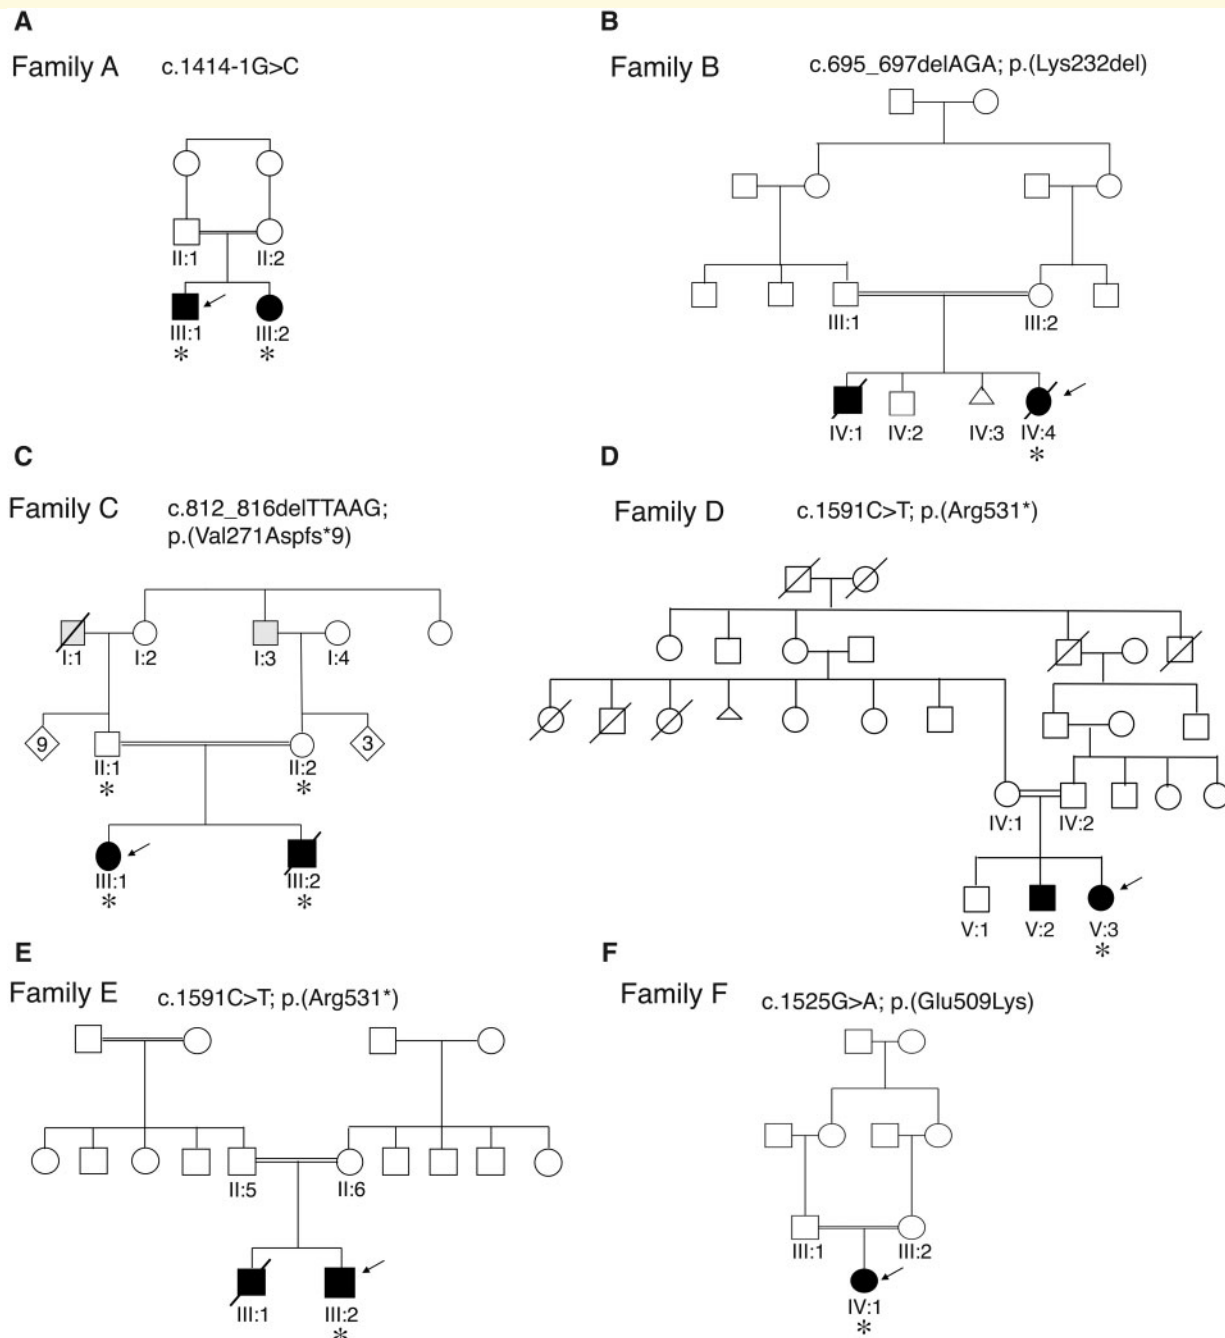 A
Family A c.1414-1G>C
II:1 II:2
III:1 III:2
* *
B
Family B c.695_697delAGA; p.(Lys232del)
III:1 III:2
IV:1 IV:2 IV:3 IV:4
*
C
Family C c.812_816delTTAAG;
p.(Val271Aspfs*9)
I:1 I:2 I:3 I:4
9 3
II:1 II:2
* *
III:1 III:2
* *
D
Family D c.1591C>T; p.(Arg531*)
IV:1 IV:2
V:1 V:2 V:3
*
E
Family E c.1591C>T; p.(Arg531*)
II:5 II:6
III:1 III:2
*
F
Family F c.1525G>A; p.(Glu509Lys)
III:1 III:2
IV:1
*